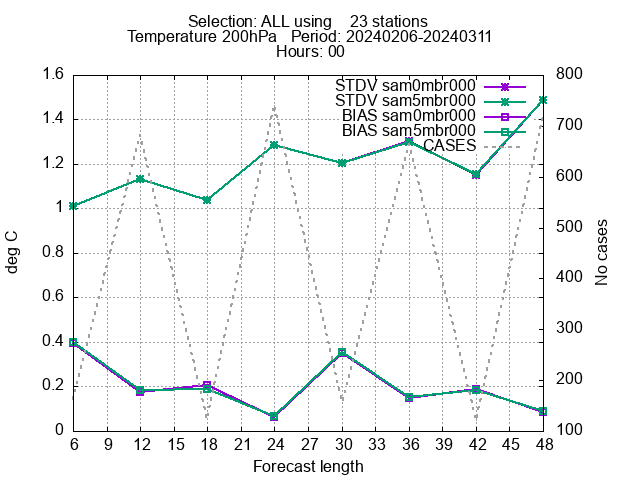 Selection: ALL using 23 stations
Temperature 200hPa Period: 20240206-20240311
Hours: 00
STDV sam0mbr000
STDV sam5mbr000
BIAS sam0mbr000
BIAS sam5mbr000
CASES
deg C
1.6
1.4
1.2
1
0.8
0.6
0.4
0.2
0
No cases
800
700
600
500
400
300
200
100
6 9 12 15 18 21 24 27 30 33 36 39 42 45 48
Forecast length